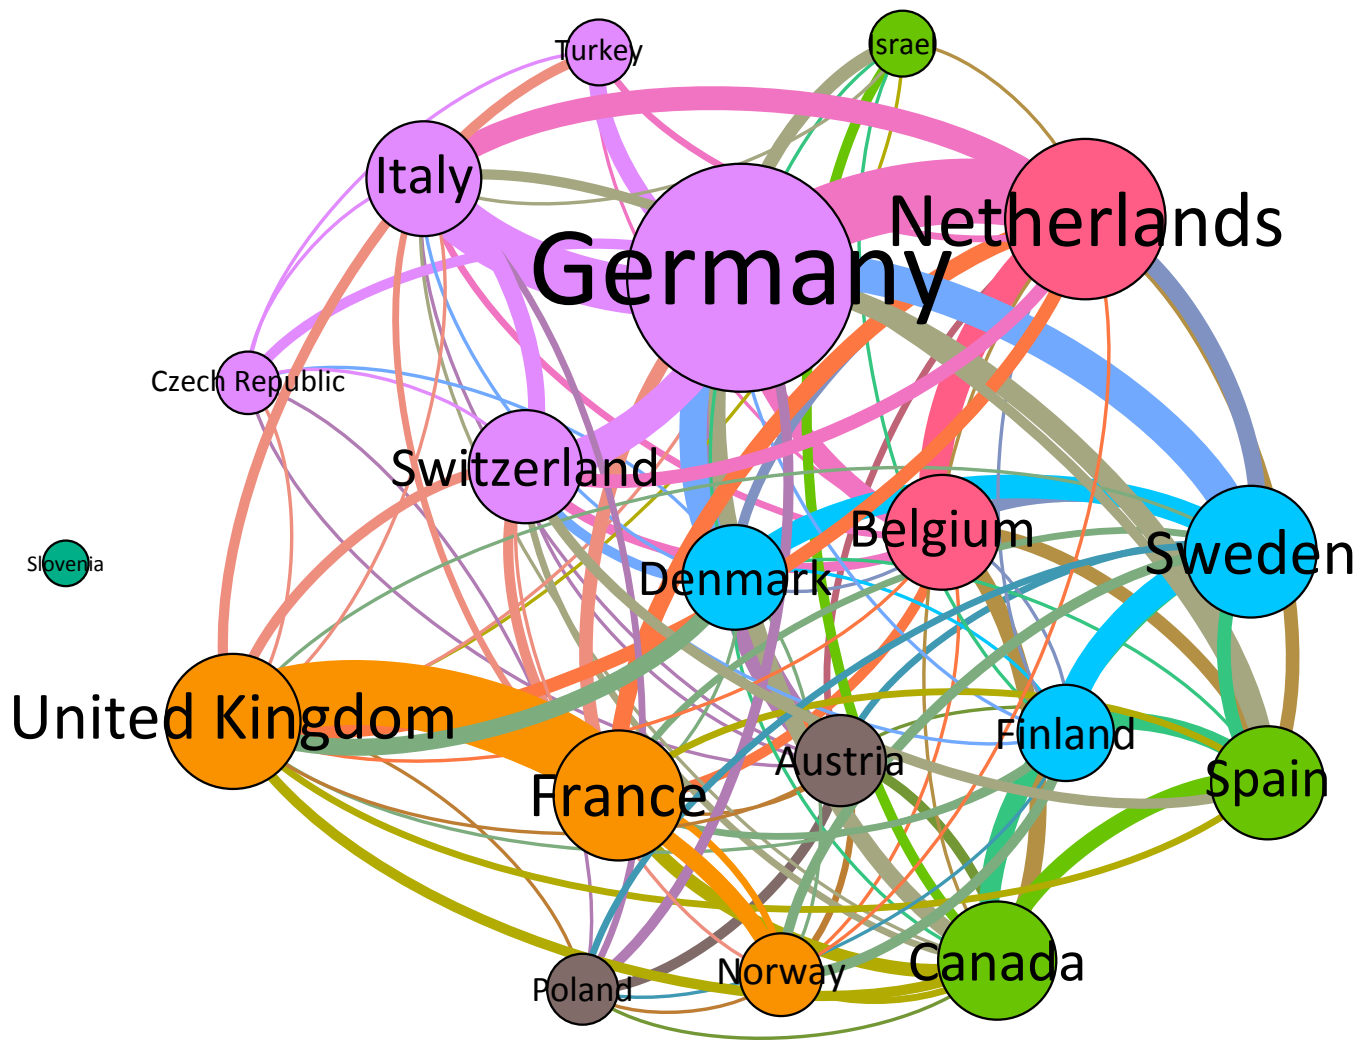 Turkey
Israel
Italy
Netherlands
Germany
Czech Republic
Switzerland
Belgium
Sweden
Slovenia
Denmark
United Kingdom
Finland
Austria
Spain
France
Canada
Norway
Poland